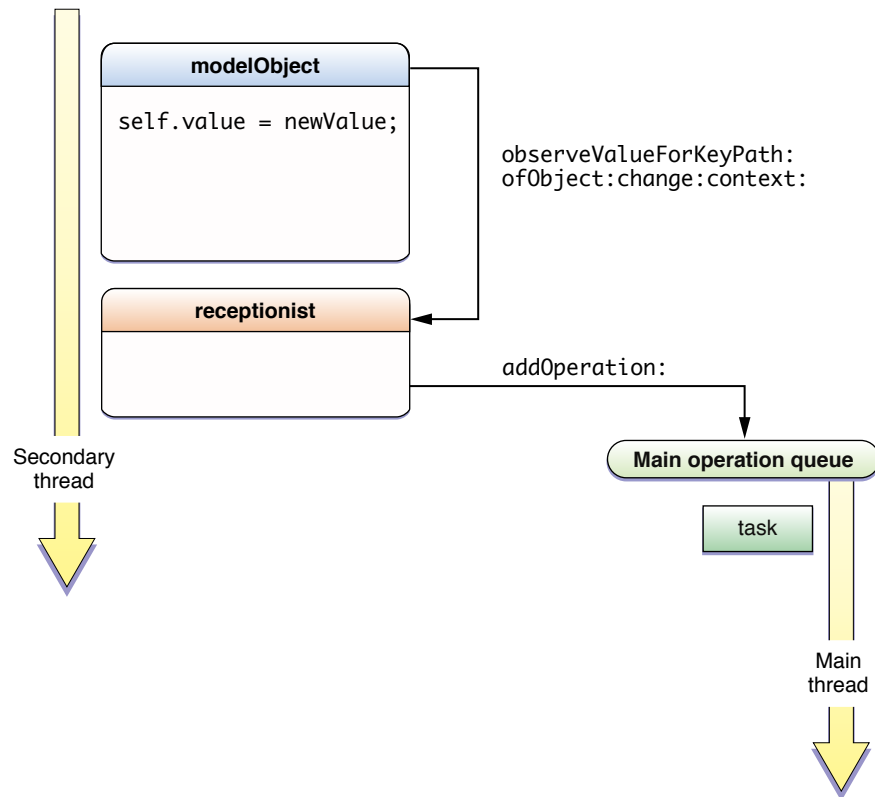 modelObject
self.value = newValue;
observeValueForKeyPath:
ofObject:change:context:
receptionist
addOperation:
Secondary
thread
Main operation queue
task
Main
thread